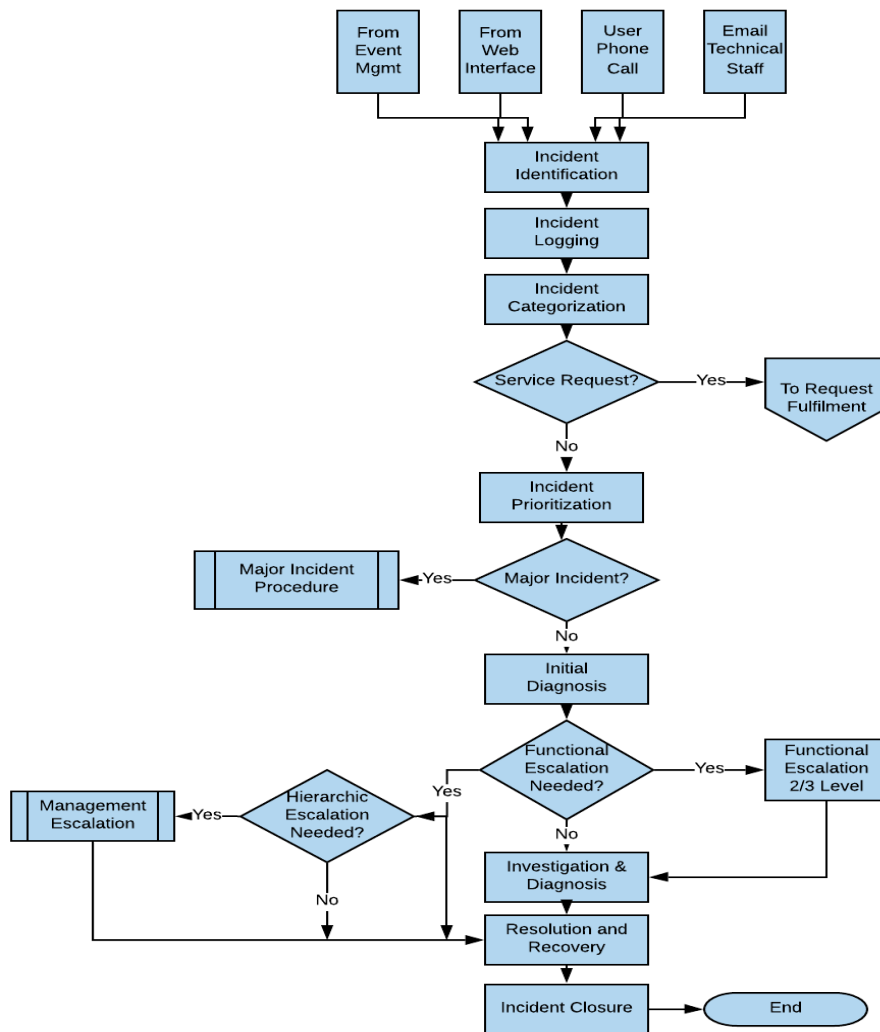 From
Event
Mgmt
From
Web
Interface
User
Phone
Call
Email
Technical
Staff
Incident
Identification
Incident
Logging
Incident
Categorization
Service Request?
Yes
To Request
Fulfilment
No
Incident
Prioritization
Major Incident?
Yes
Major Incident
Procedure
No
Initial
Diagnosis
Functional
Escalation
Needed?
Yes
Functional
Escalation
2/3 Level
Yes
Hierarchic
Escalation
Needed?
Yes
Management
Escalation
No
Investigation &
Diagnosis
No
Resolution and
Recovery
Incident Closure
End